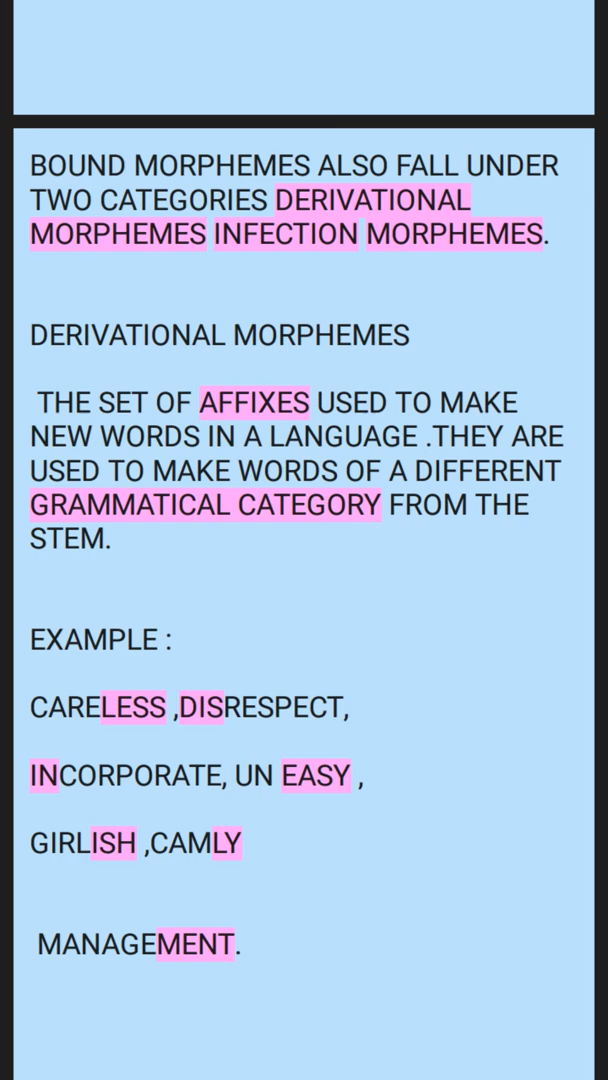 BOUND MORPHEMES ALSO FALL UNDER
TWO CATEGORIES DERIVATIONAL
MORPHEMES INFECTION MORPHEMES.
DERIVATIONAL MORPHEMES
THE SET OF AFFIXES USED TO MAKE
NEW WORDS IN A LANGUAGE .THEY ARE
USED TO MAKE WORDS OF A DIFFERENT
GRAMMATICAL CATEGORY FROM THE
STEM.
EXAMPLE :
CARELESS ,DISRESPECT,
INCORPORATE, UN EASY ,
GIRLISH ,CAMLY
MANAGEMENT.